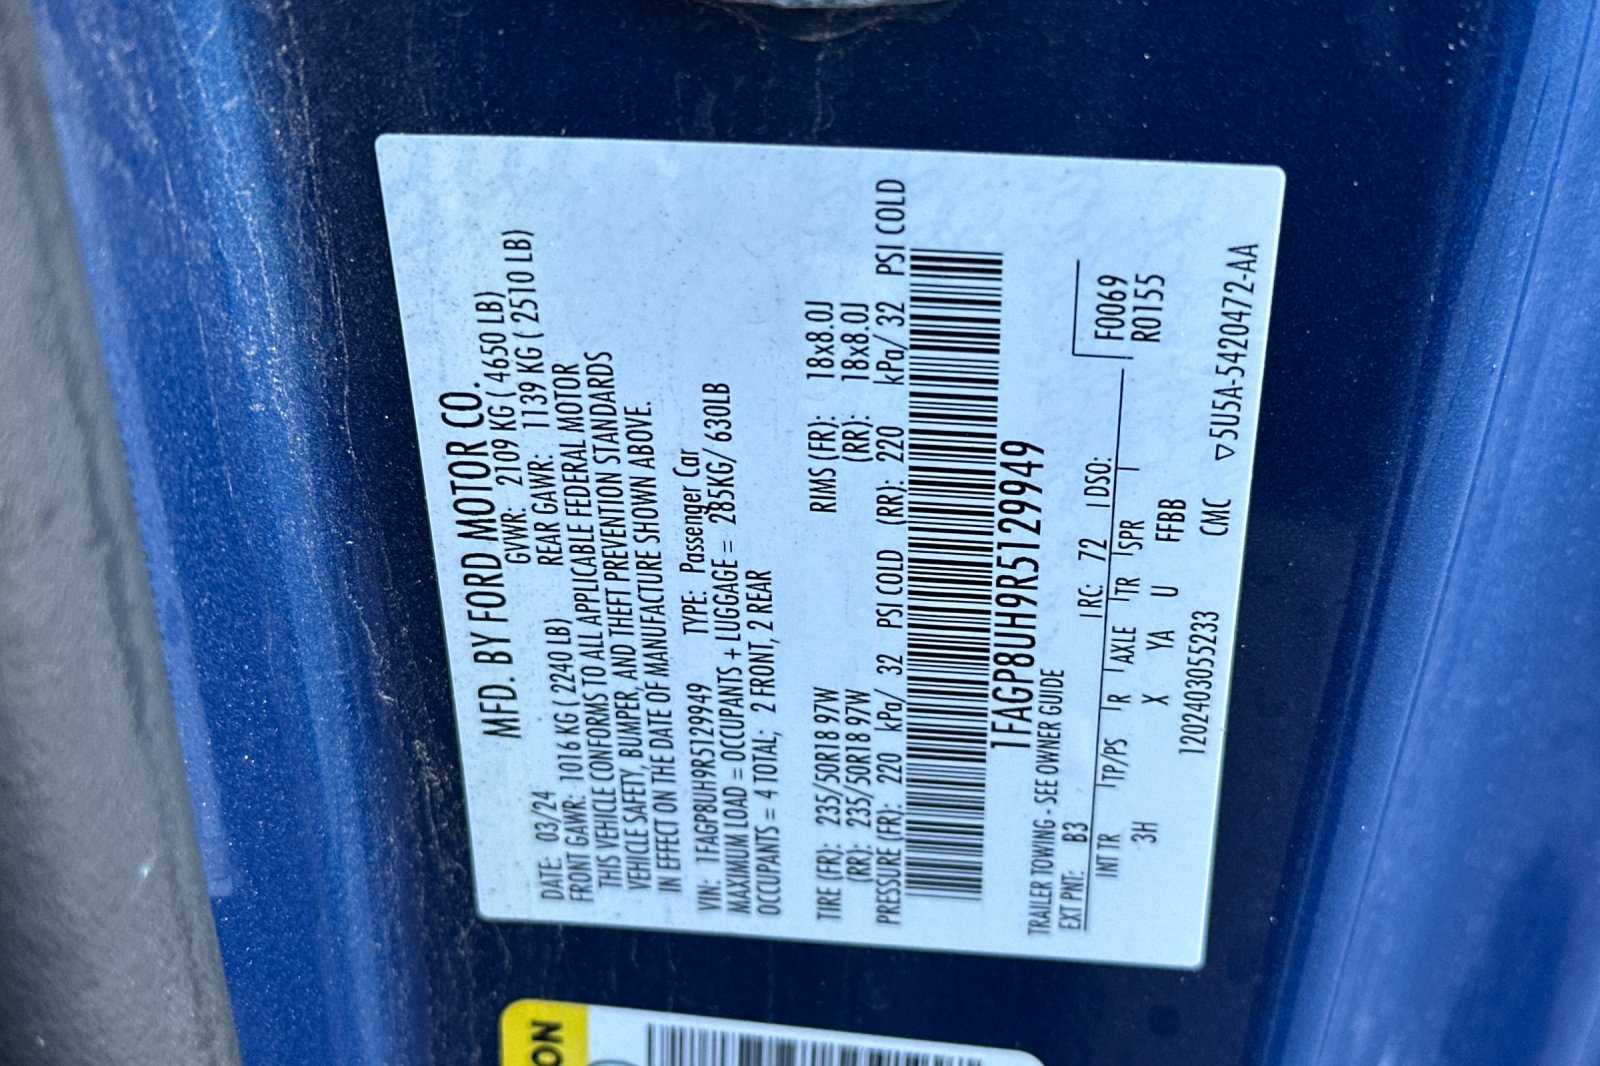 MFD. BY FORD MOTOR CO.
DATE: 03/24 GVWR: 2109 KG ( 4650 LB)
FRONT GAWR: 1016 KG ( 2240 LB) REAR GAWR: 1139 KG ( 2510 LB)
THIS VEHICLE CONFORMS TO ALL APPLICABLE FEDERAL MOTOR
VEHICLE SAFETY, BUMPER, AND THEFT PREVENTION STANDARDS
IN EFFECT ON THE DATE OF MANUFACTURE SHOWN ABOVE.
VIN: 1FAGP8UH9R5129949 TYPE: Passenger Car
MAXIMUM LOAD = OCCUPANTS + LUGGAGE = 285KG/ 630LB
OCCUPANTS = 4 TOTAL; 2 FRONT, 2 REAR
TIRE (FR): 235/50R18 97W RIMS (FR): 18x8.0J
(RR): 235/50R18 97W (RR): 18x8.0J
PRESSURE (FR): 220 kPa/ 32 PSI COLD (RR): 220 kPa/ 32 PSI COLD
1FAGP8UH9R5129949
TRAILER TOWING - SEE OWNER GUIDE
EXT PNT: B3 RC: 72 DSO: F0069
INT TR TP/PS R AXLE TR SPR R0155
3H X YA U FFBB
12024030552​33 CMC ▽5U5A-5420472-AA
ON